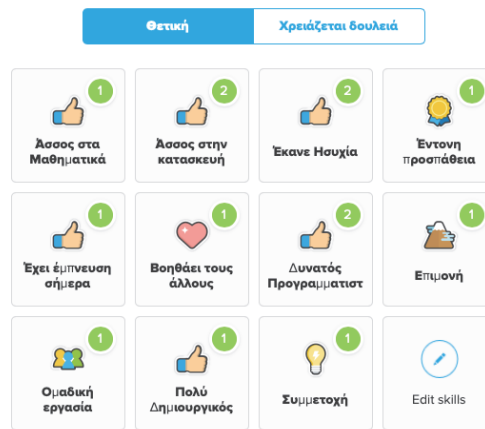 Θετική
Χρειάζεται δουλειά
1
2
2
1
Άσσος στα
Μαθηματικά
Άσσος στην
κατασκευή
Έκανε Ησυχία
Έντονη
προσπάθεια
1
1
2
1
Έχει έμπνευση
σήμερα
Βοηθάει τους
άλλους
Δυνατός
Προγραμματιστ
Επιμονή
1
1
1
Ομαδική
εργασία
Πολύ
Δημιουργικός
Συμμετοχή
Edit skills